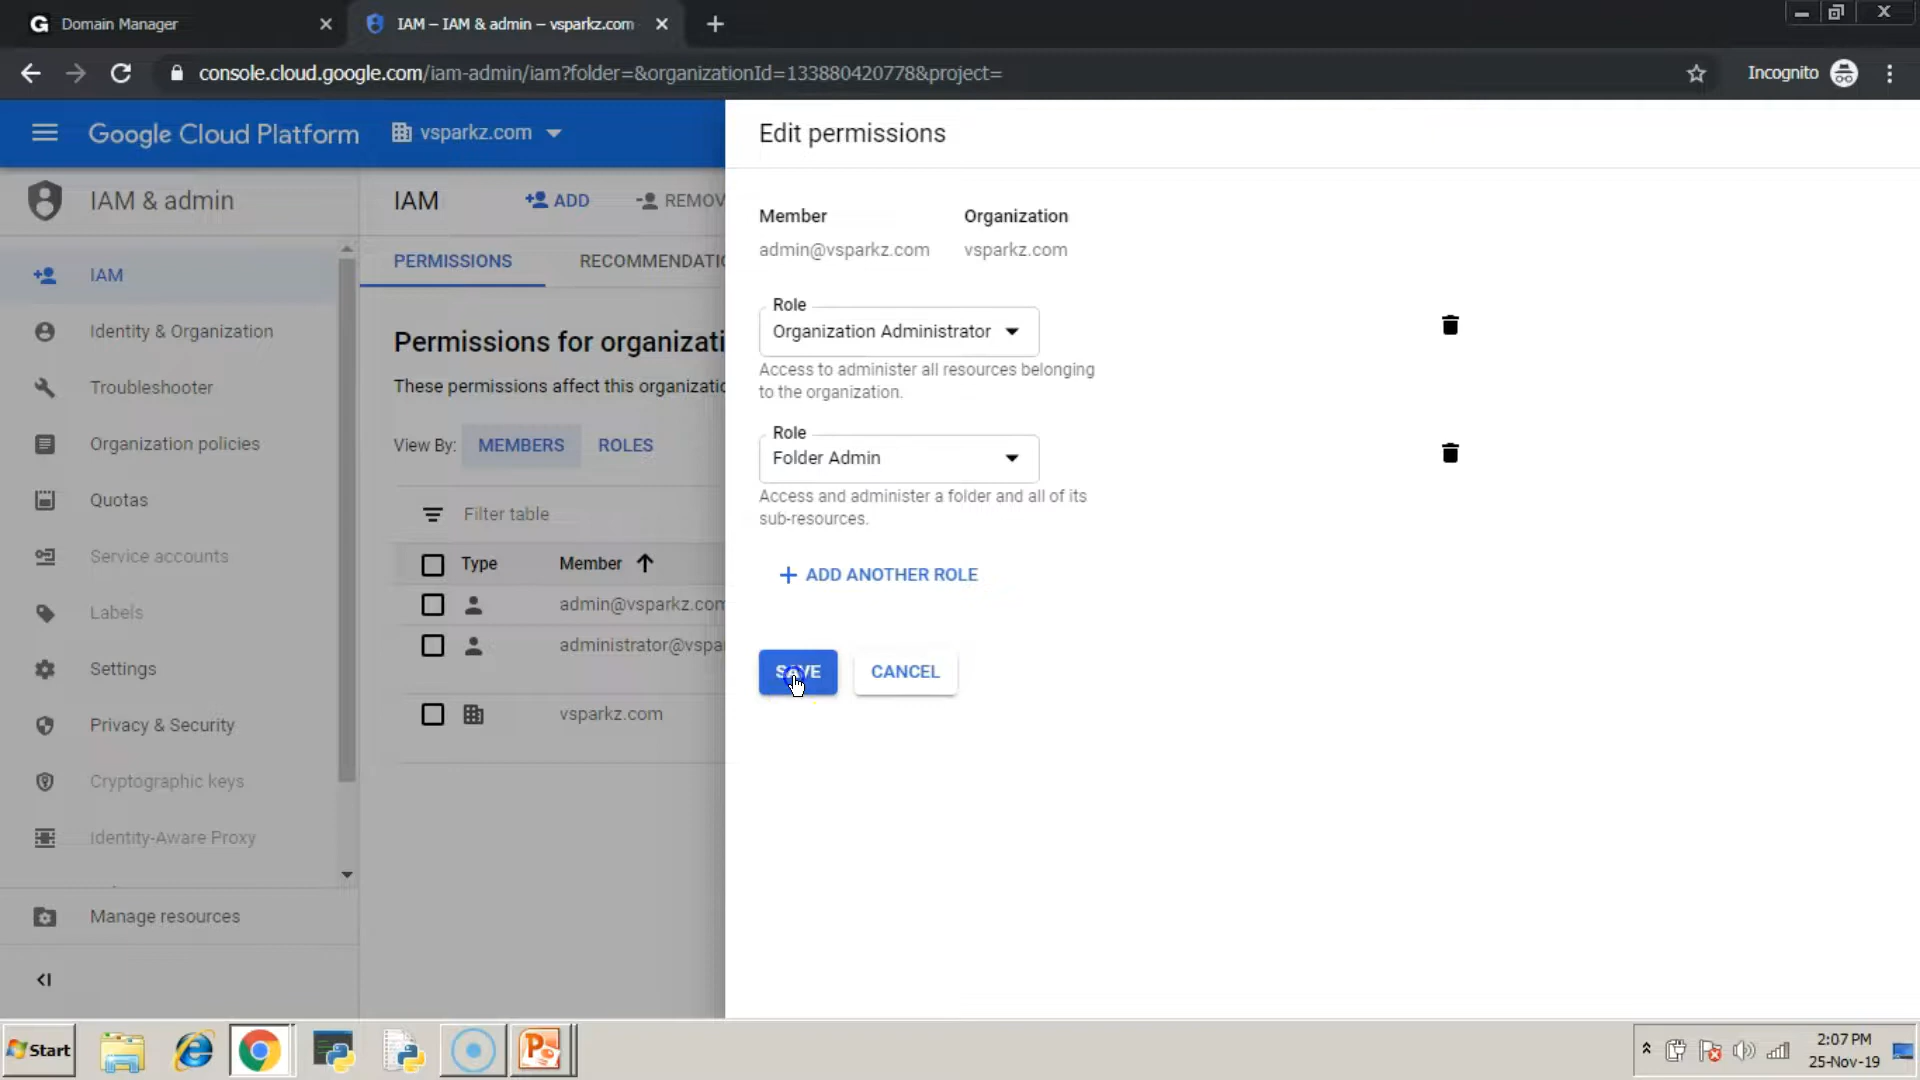 G Domain Manager
IAM – IAM & admin – vsparkz.com
console.cloud.google.com/iam-admin/iam?folder=&organizationId=133880420778&project=
Incognito
Google Cloud Platform
vsparkz.com
Edit permissions
IAM & admin
IAM
ADD
REMOV
Member
Organization
admin@vsparkz.com
vsparkz.com
IAM
PERMISSIONS
RECOMMENDATIO
Role
Organization Administrator
Identity & Organization
Permissions for organizati
Access to administer all resources belonging
to the organization.
Troubleshooter
These permissions affect this organizatio
Role
Folder Admin
Organization policies
View By:
MEMBERS
ROLES
Access and administer a folder and all of its
sub-resources.
Quotas
Filter table
Service accounts
Type
Member
ADD ANOTHER ROLE
Labels
admin@vsparkz.com
administrator@vspar
Settings
SAVE
CANCEL
Privacy & Security
vsparkz.com
Cryptographic keys
Identity-Aware Proxy
Manage resources
Start
2:07 PM
25-Nov-19